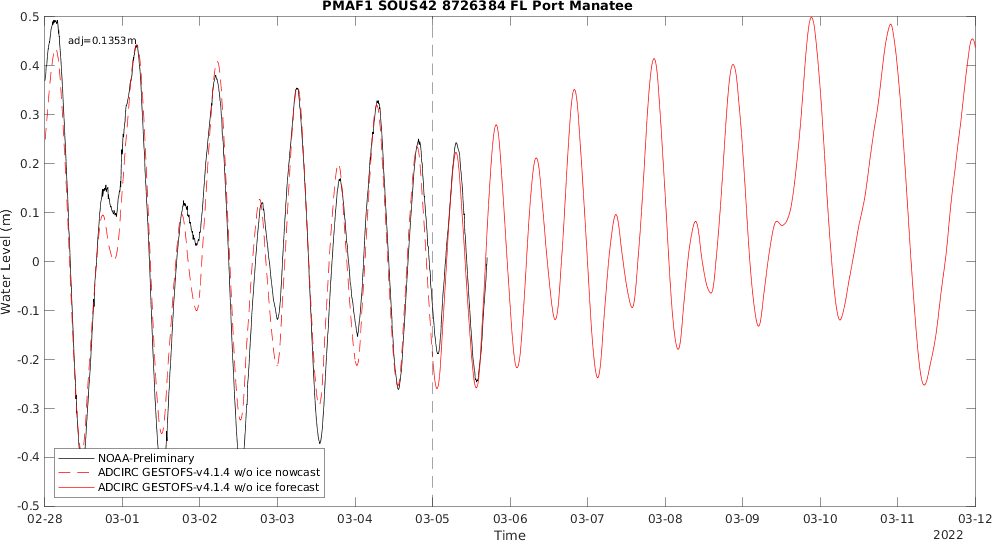 PMAF1 SOUS42 8726384 FL Port Manatee
adj=0.1353m
0.5
0.4
0.3
0.2
0.1
0
-0.1
-0.2
-0.3
-0.4
-0.5
Water Level (m)
NOAA-Preliminary
ADCIRC GESTOFS-v4.1.4 w/o ice nowcast
ADCIRC GESTOFS-v4.1.4 w/o ice forecast
02-28 03-01 03-02 03-03 03-04 03-05 03-06 03-07 03-08 03-09 03-10 03-11 03-12
Time
2022